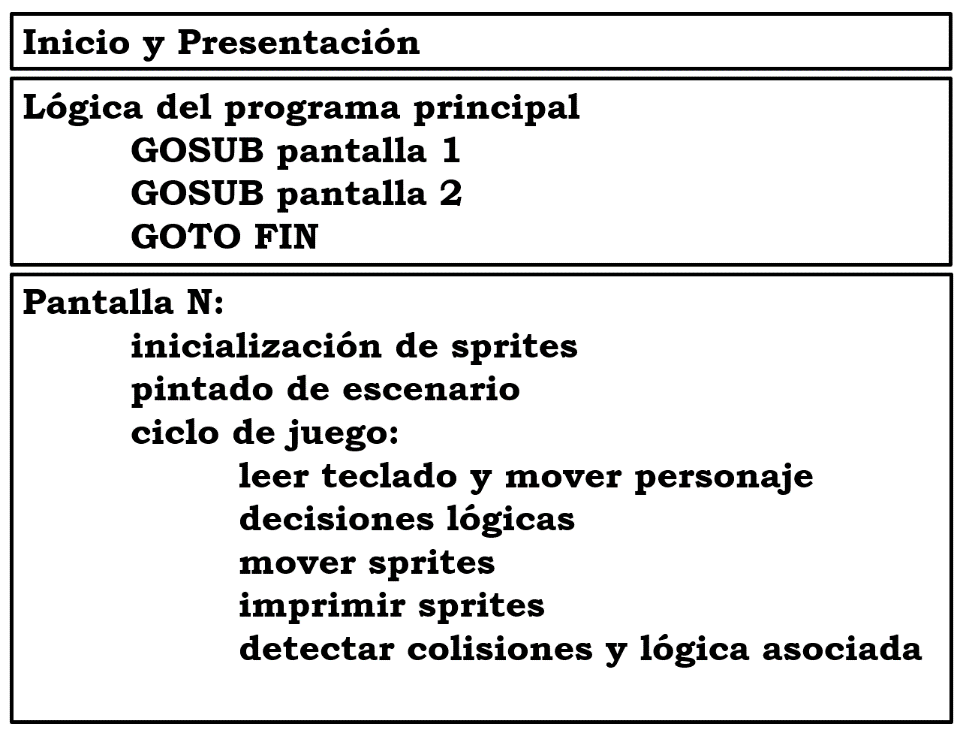 Inicio y Presentación
Lógica del programa principal
GOSUB pantalla 1
GOSUB pantalla 2
GOTO FIN
Pantalla N:
inicialización de sprites
pintado de escenario
ciclo de juego:
leer teclado y mover personaje
decisiones lógicas
mover sprites
imprimir sprites
detectar colisiones y lógica asociada